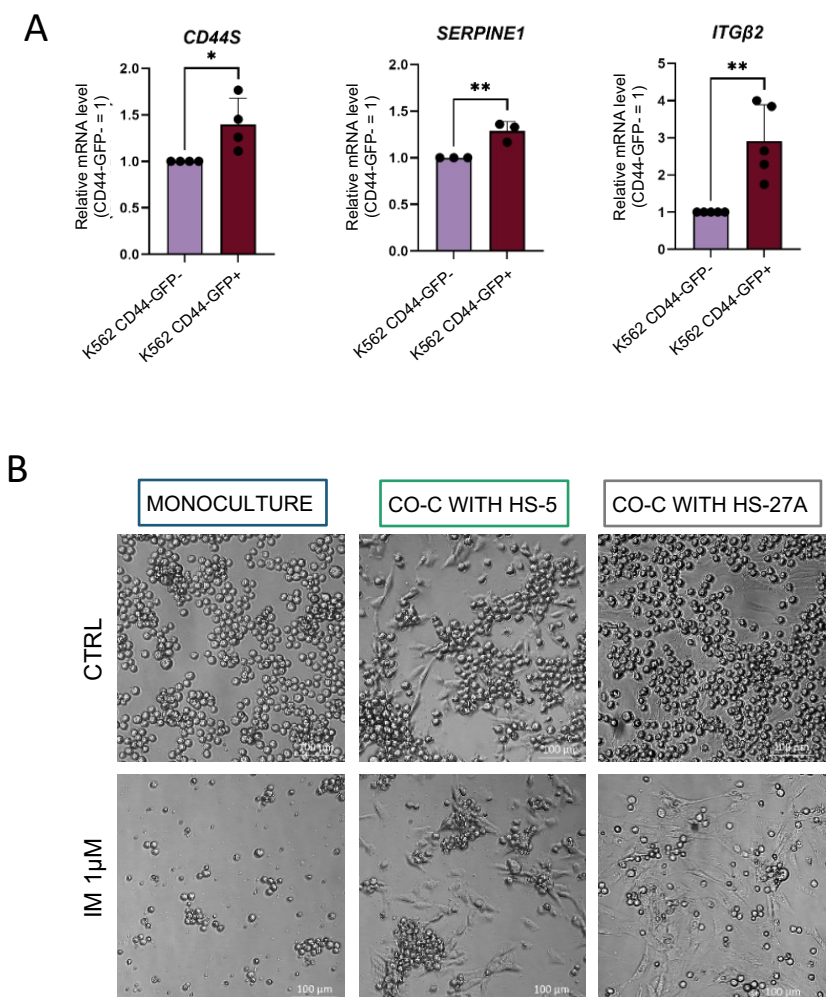 A
CD44S
*
Relative mRNA level
(CD44-GFP- = 1)
2.0
1.5
1.0
0.5
0.0
K562 CD44-GFP-
K562 CD44-GFP+
SERPINE1
**
Relative mRNA level
(CD44-GFP- = 1)
2.0
1.5
1.0
0.5
0.0
K562 CD44-GFP-
K562 CD44-GFP+
ITGβ2
**
Relative mRNA level
(CD44-GFP- = 1)
5
4
3
2
1
0
K562 CD44-GFP-
K562 CD44-GFP+
B
MONOCULTURE
CO-C WITH HS-5
CO-C WITH HS-27A
CTRL
100 µm
100 µm
100 µm
IM 1µM
100 µm
100 µm
100 µm